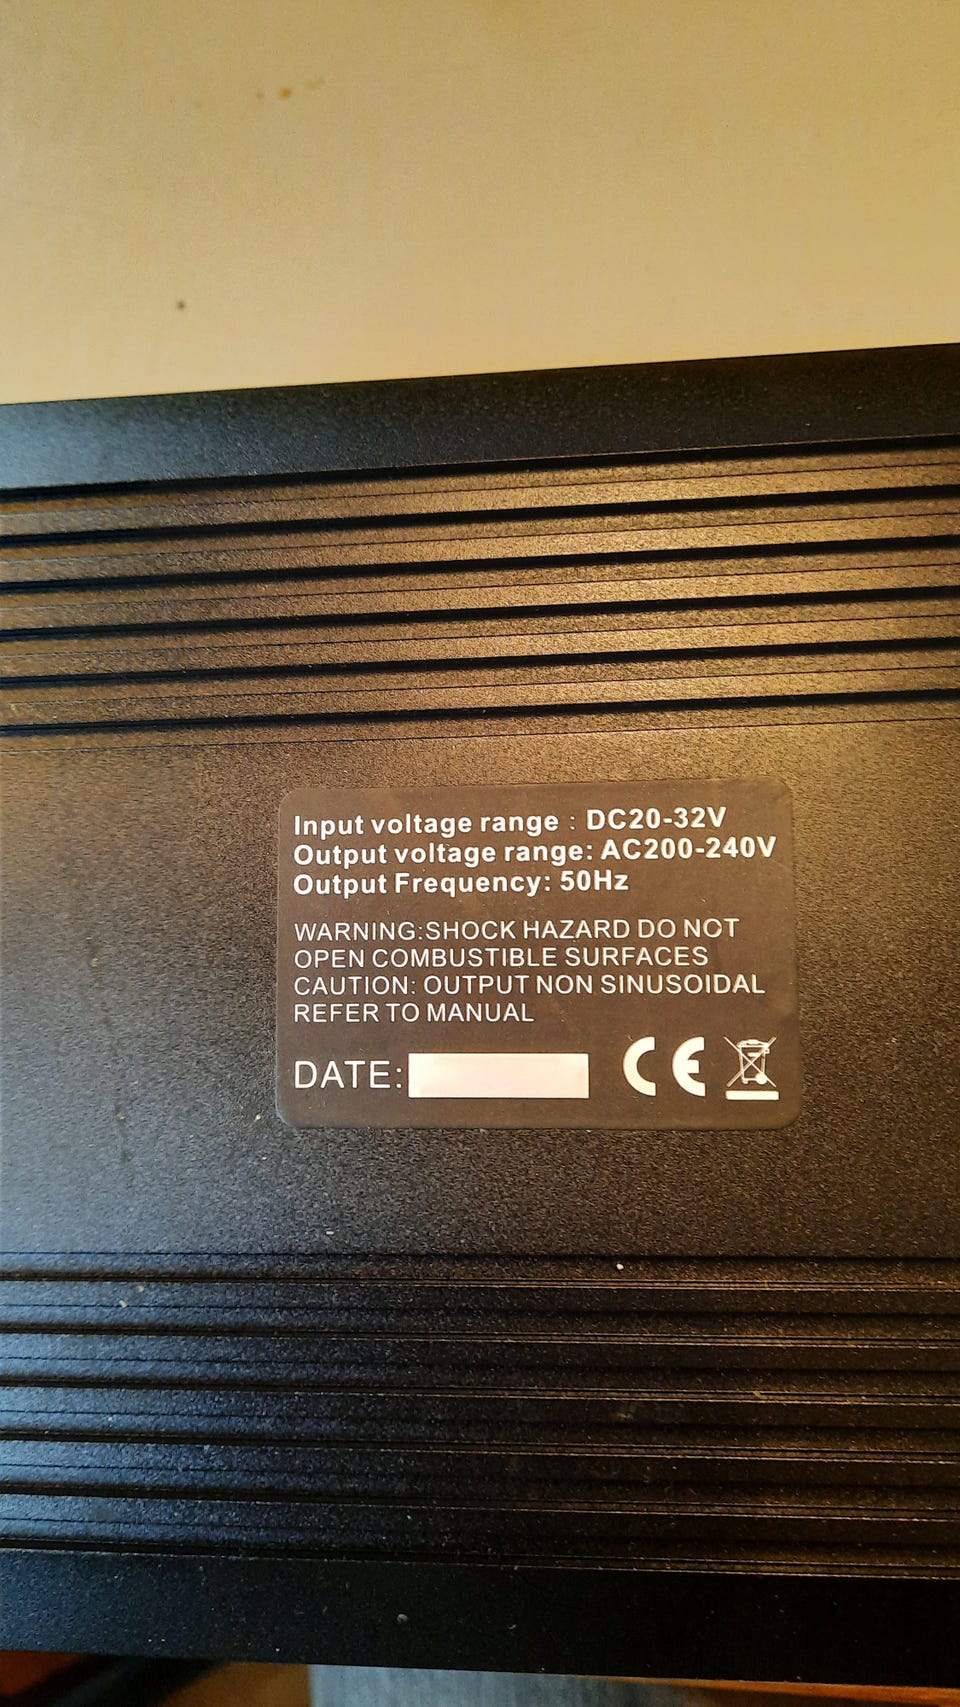 Input voltage range : DC20-32V
Output voltage range: AC200-240V
Output Frequency: 50Hz
WARNING:SHOCK HAZARD DO NOT
OPEN COMBUSTIBLE SURFACES
CAUTION: OUTPUT NON SINUSOIDAL
REFER TO MANUAL
DATE: CE